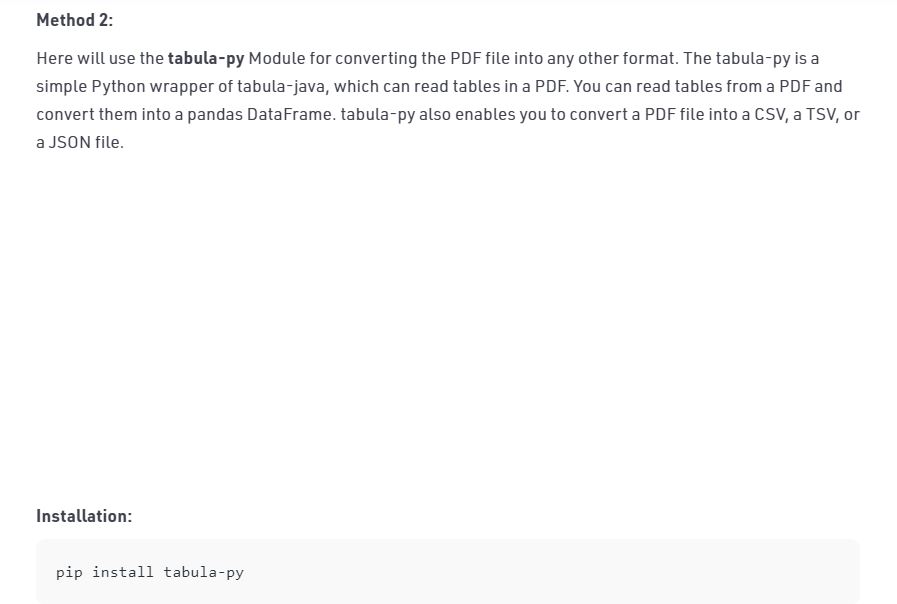 Method 2:
Here will use the tabula-py Module for converting the PDF file into any other format. The tabula-py is a
simple Python wrapper of tabula-java, which can read tables in a PDF. You can read tables from a PDF and
convert them into a pandas DataFrame. tabula-py also enables you to convert a PDF file into a CSV, a TSV, or
a JSON file.
Installation:
pip install tabula-py